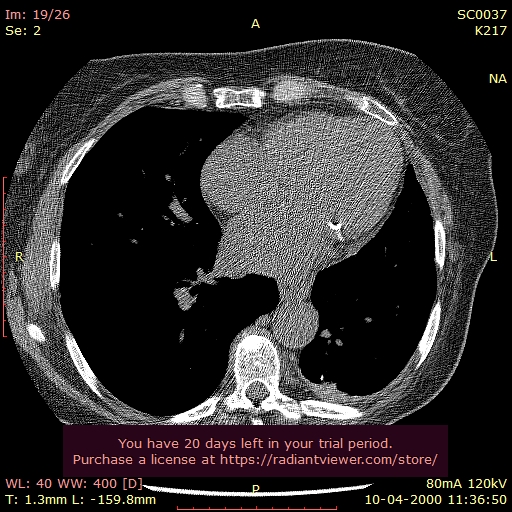 Im: 19/26
Se: 2
A
SC0037
K217
NA
R
L
You have 20 days left in your trial period.
Purchase a license at https://radiantviewer.com/store/
WL: 40 WW: 400 [D]
T: 1.3mm L: -159.8mm
P
80mA 120kV
10-04-2000 11:36:50